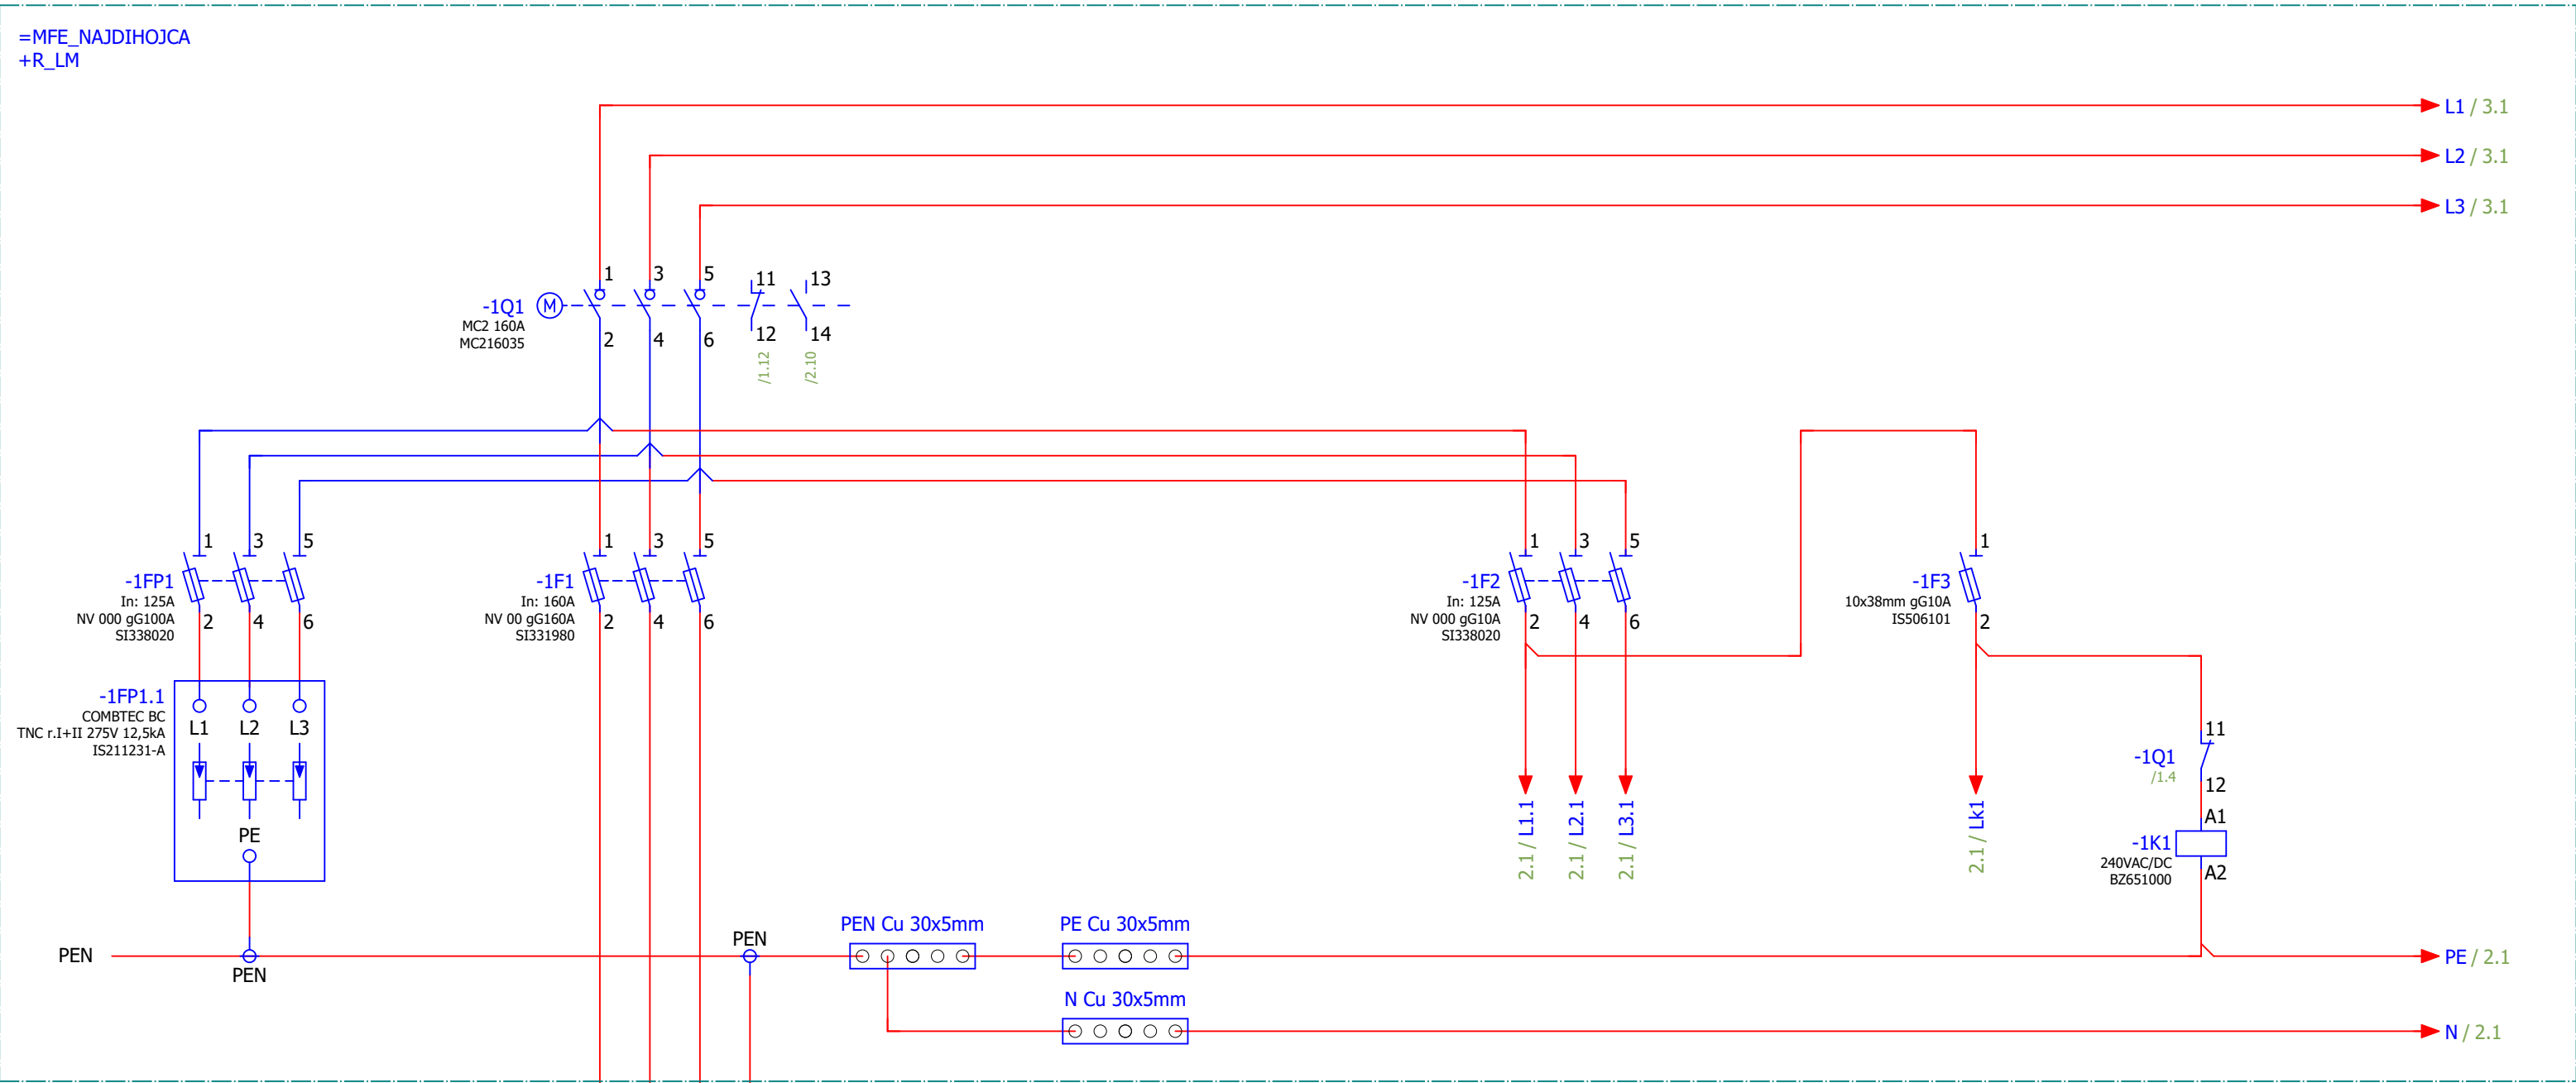 =MFE_NAJDIHOJCA
+R_LM
L1 / 3.1
L2 / 3.1
L3 / 3.1
-1Q1
MC2 160A
MC216035
1
2
3
4
5
6
11
12
13
14
/1.12
/2.10
-1FP1
In: 125A
NV 000 gG100A
SI338020
1
2
3
4
5
6
-1F1
In: 160A
NV 00 gG160A
SI331980
1
2
3
4
5
6
-1F2
In: 125A
NV 000 gG10A
SI338020
1
2
3
4
5
6
-1F3
10x38mm gG10A
IS506101
1
2
-1FP1.1
COMBTEC BC
TNC r.I+II 275V 12,5kA
IS211231-A
L1
L2
L3
PE
2.1 / L1.1
2.1 / L2.1
2.1 / L3.1
2.1 / Lk1
-1Q1
/1.4
11
12
-1K1
240VAC/DC
BZ651000
A1
A2
PEN
PEN
PEN
PEN Cu 30x5mm
PE Cu 30x5mm
PE / 2.1
N Cu 30x5mm
N / 2.1